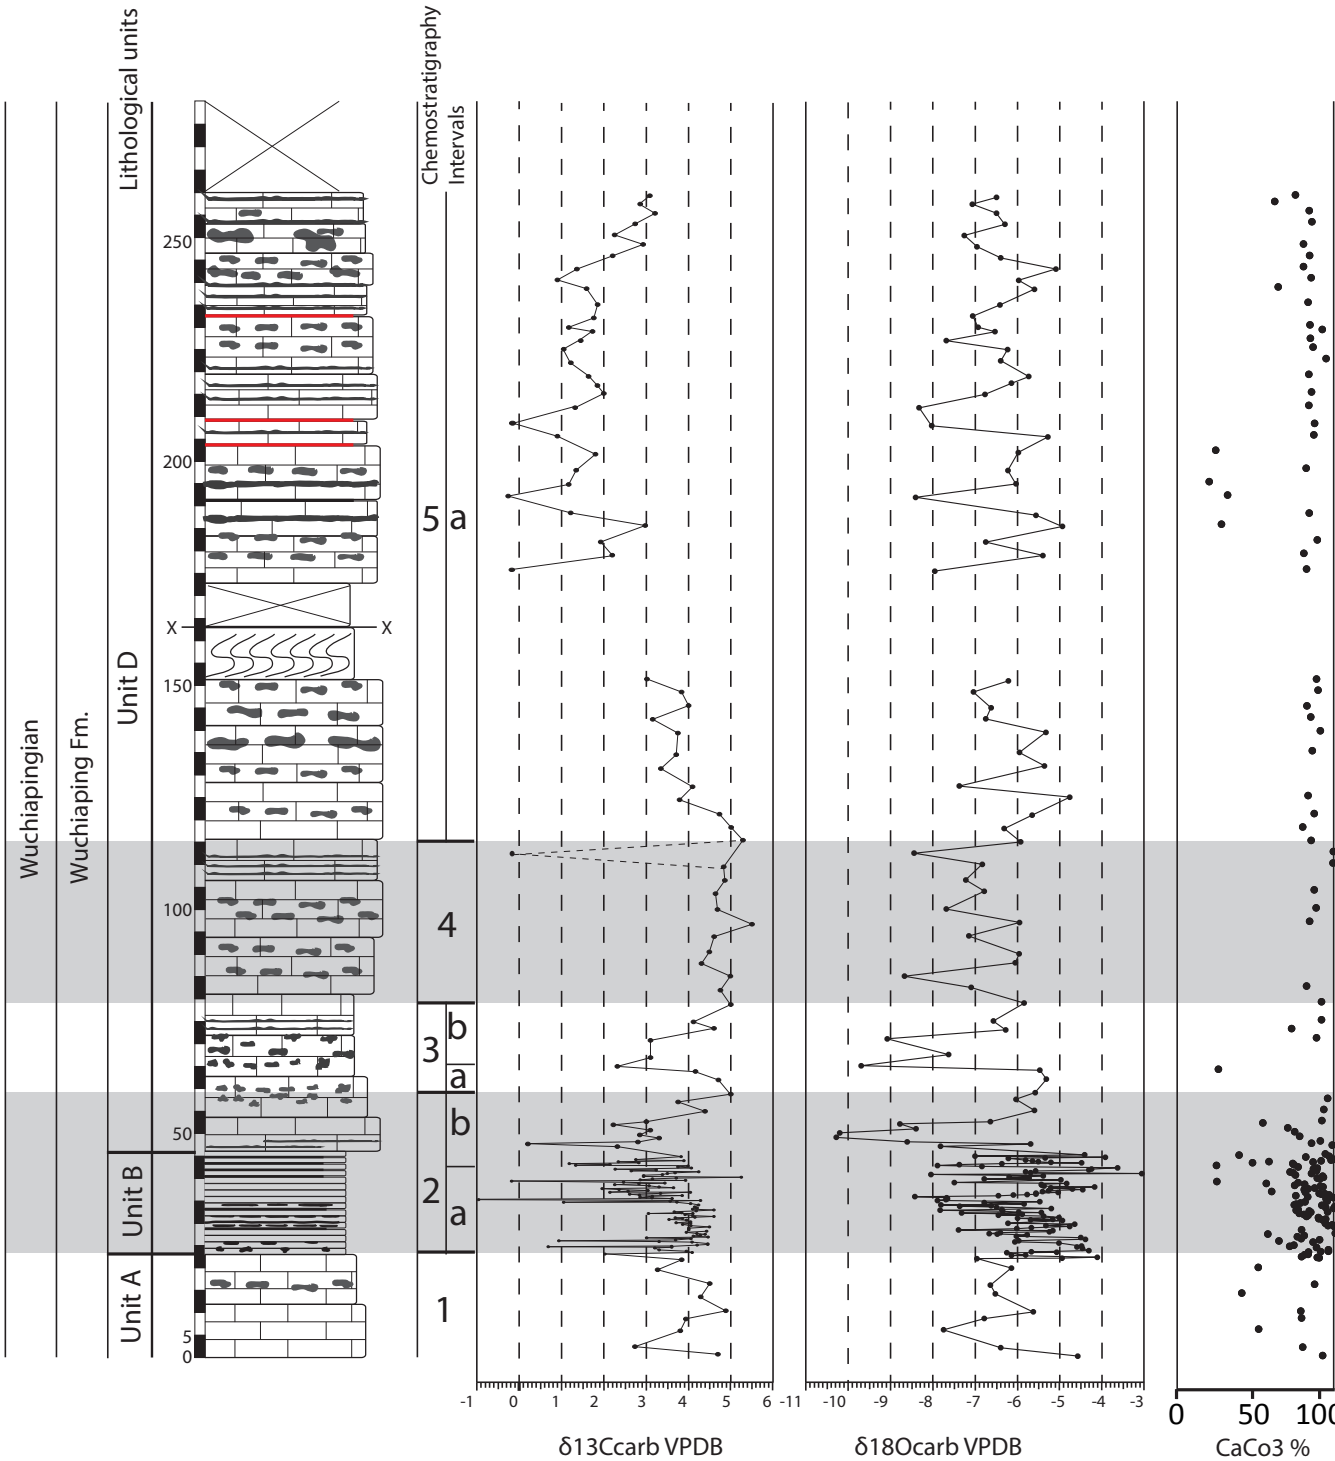 Lithological units
Chemostratigraphy
Intervals
Wuchiapingian
Wuchiaping Fm.
Unit D
Unit B
Unit A
250
200
X X
150
100
50
5
0
5 a
4
3 b
a
2 b
a
1
-1 0 1 2 3 4 5 6
δ13Ccarb VPDB
-11 -9 -8 -7 -6 -5 -4 -3
δ18Ocarb VPDB
0 50 100
CaCo3 %